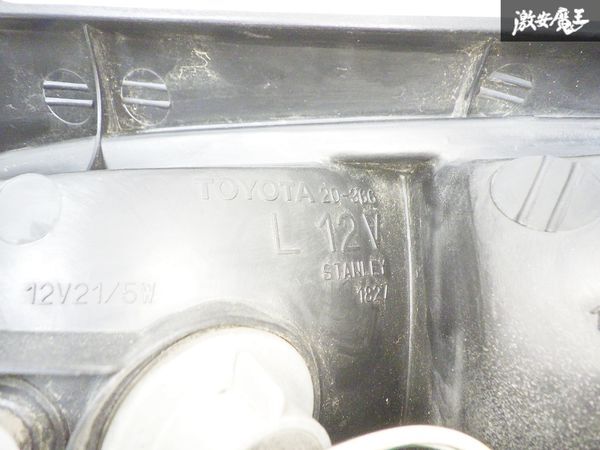 激安魔王
TOYOTA 20-366
L 12V
STANLEY
1827
12V21/5W